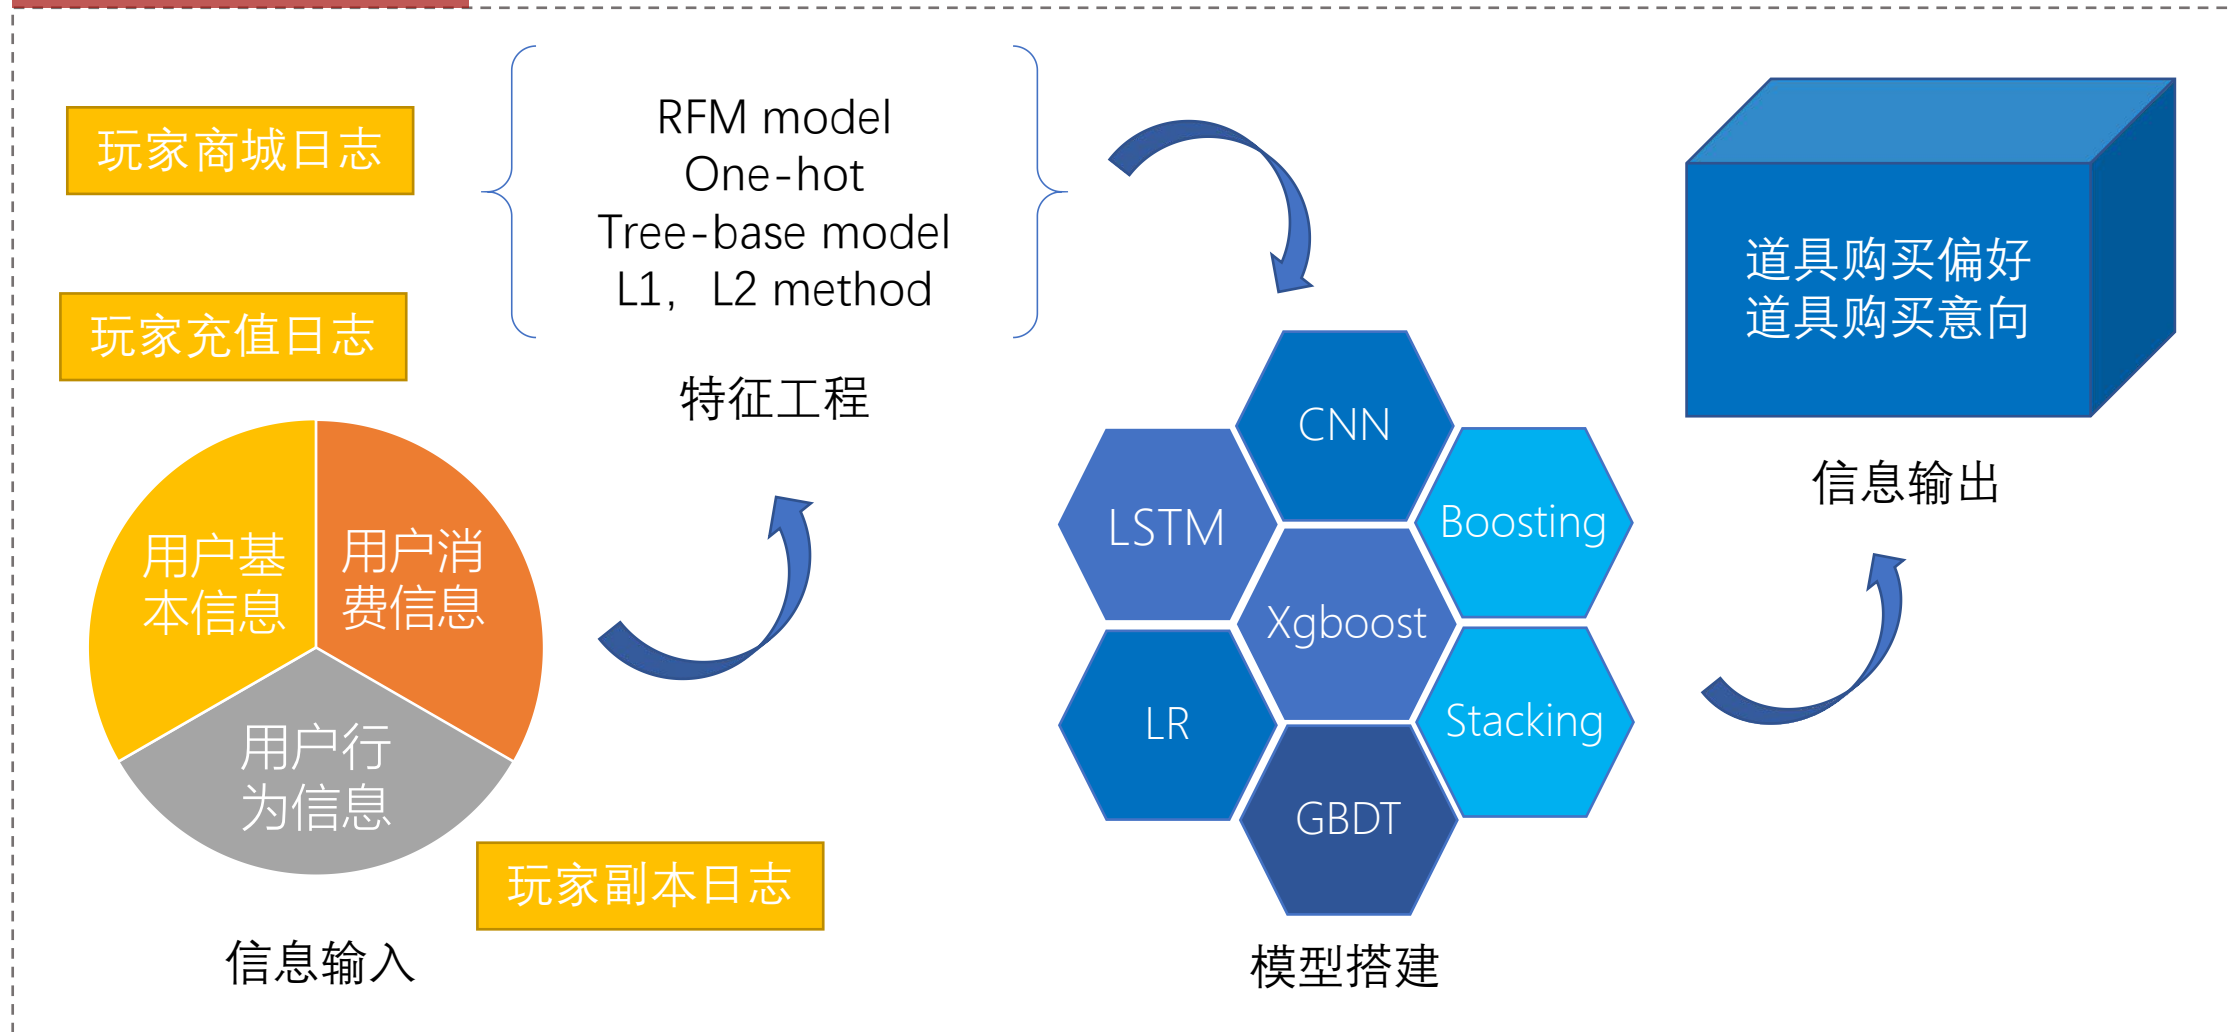 玩家商城日志
玩家充值日志
用户基
本信息
用户消
费信息
用户行
为信息
玩家副本日志
信息输入
RFM model
One-hot
Tree-base model
L1， L2 method
特征工程
CNN
LSTM
Boosting
Xgboost
LR
Stacking
GBDT
模型搭建
道具购买偏好
道具购买意向
信息输出